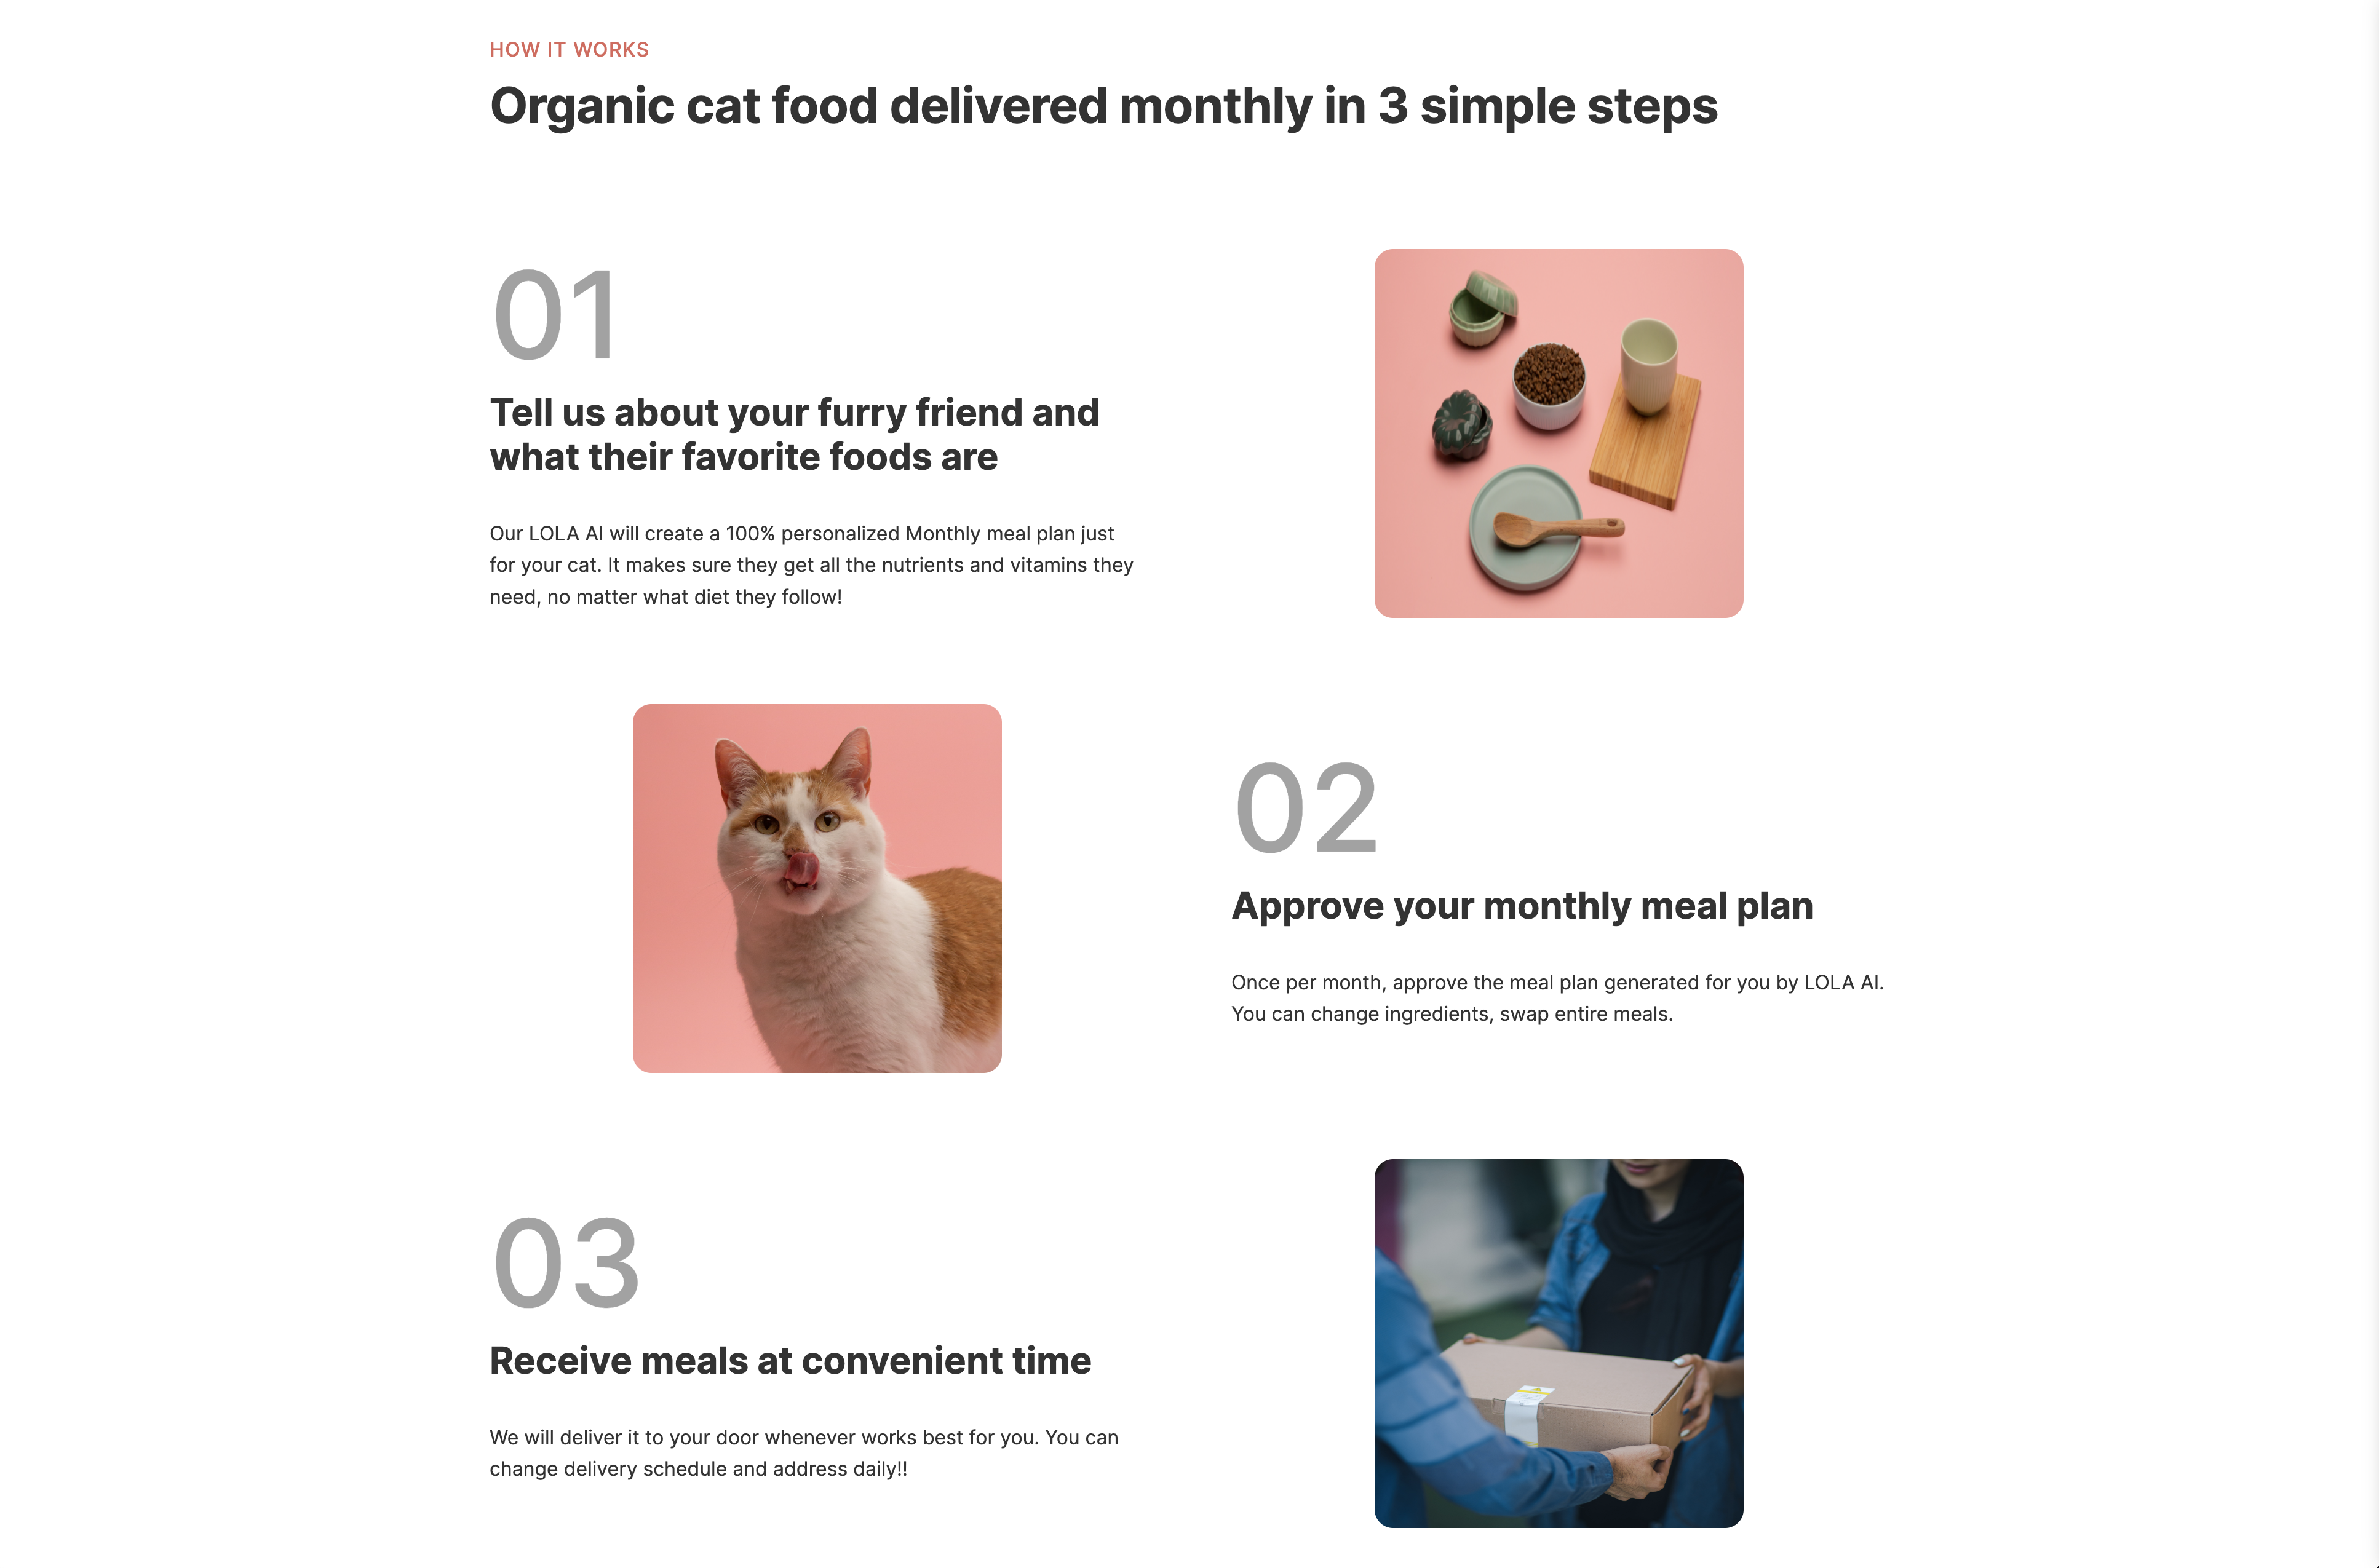 HOW IT WORKS
Organic cat food delivered monthly in 3 simple steps
01
Tell us about your furry friend and
what their favorite foods are
Our LOLA AI will create a 100% personalized Monthly meal plan just
for your cat. It makes sure they get all the nutrients and vitamins they
need, no matter what diet they follow!
02
Approve your monthly meal plan
Once per month, approve the meal plan generated for you by LOLA AI.
You can change ingredients, swap entire meals.
03
Receive meals at convenient time
We will deliver it to your door whenever works best for you. You can
change delivery schedule and address daily!!